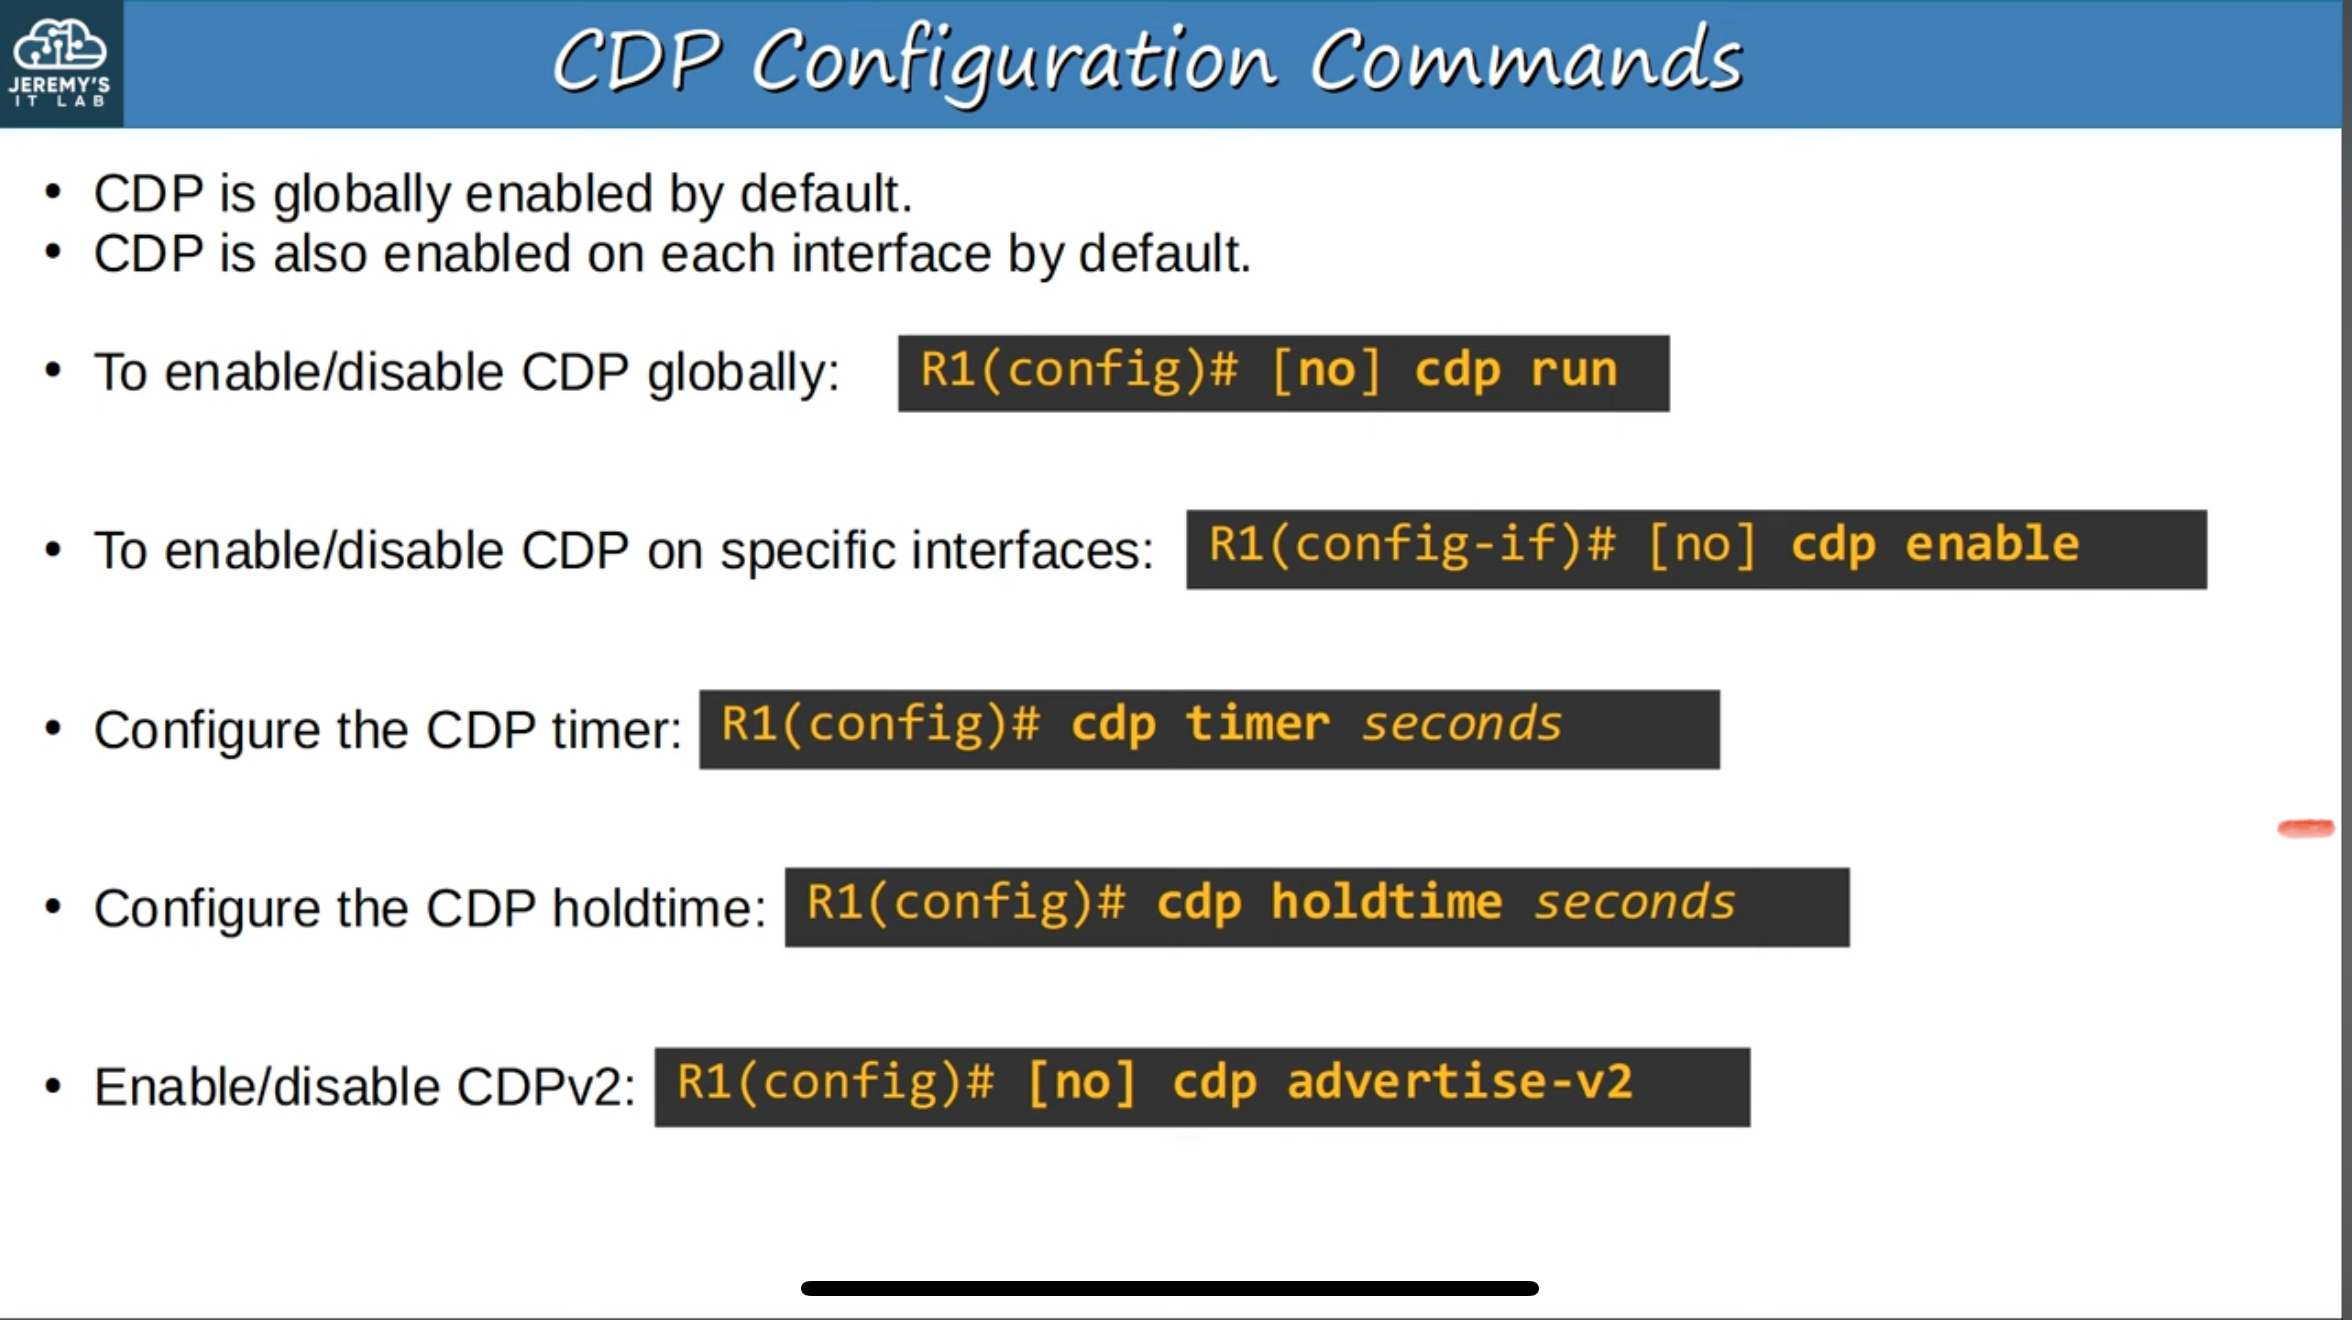 JEREMY'S
IT LAB
CDP Configuration Commands
• CDP is globally enabled by default.
• CDP is also enabled on each interface by default.
• To enable/disable CDP globally: R1(config)# [no] cdp run
• To enable/disable CDP on specific interfaces: R1(config-if)# [no] cdp enable
• Configure the CDP timer: R1(config)# cdp timer seconds
• Configure the CDP holdtime: R1(config)# cdp holdtime seconds
• Enable/disable CDPv2: R1(config)# [no] cdp advertise-v2